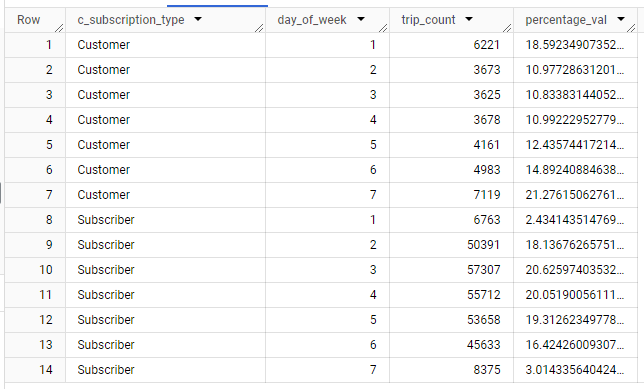 Row c_subscription_type day_of_week trip_count percentage_val
1 Customer 1 6221 18.59234907352...
2 Customer 2 3673 10.97728631201...
3 Customer 3 3625 10.83383144052...
4 Customer 4 3678 10.99222952779...
5 Customer 5 4161 12.43574417214...
6 Customer 6 4983 14.89240884638...
7 Customer 7 7119 21.27615062761...
8 Subscriber 1 6763 2.434143514769...
9 Subscriber 2 50391 18.13676265751...
10 Subscriber 3 57307 20.62597403532...
11 Subscriber 4 55712 20.05190056111...
12 Subscriber 5 53658 19.31262349778...
13 Subscriber 6 45633 16.42426009307...
14 Subscriber 7 8375 3.014335640424...